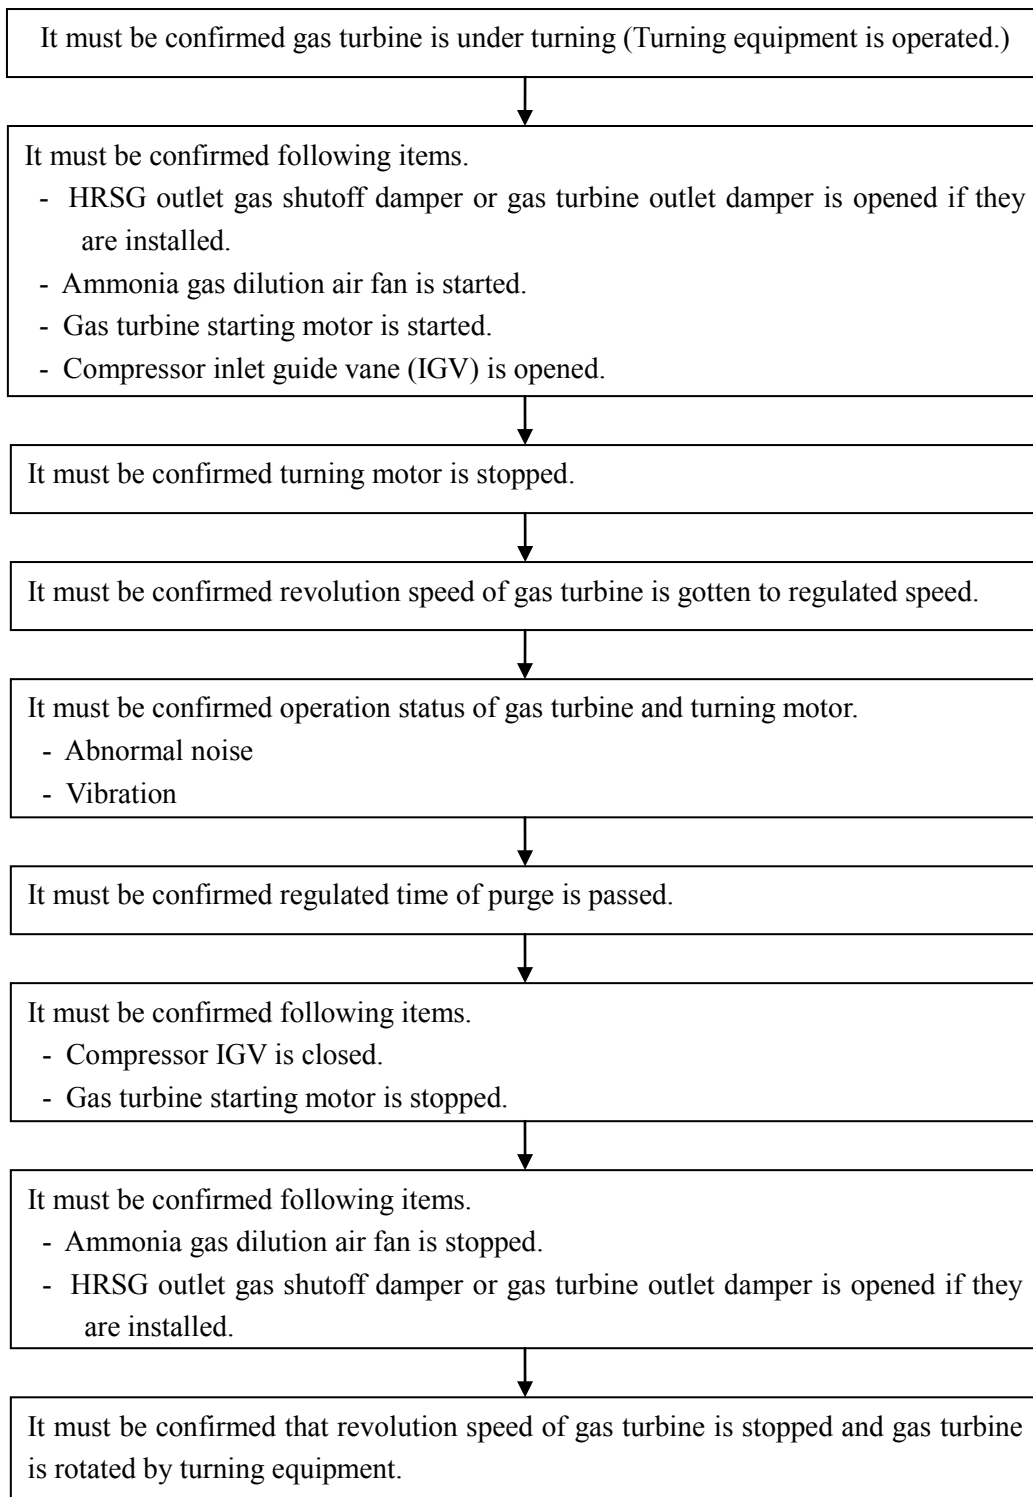 It must be confirmed gas turbine is under turning (Turning equipment is operated.)
It must be confirmed following items.
- HRSG outlet gas shutoff damper or gas turbine outlet damper is opened if they
are installed.
- Ammonia gas dilution air fan is started.
- Gas turbine starting motor is started.
- Compressor inlet guide vane (IGV) is opened.
It must be confirmed turning motor is stopped.
It must be confirmed revolution speed of gas turbine is gotten to regulated speed.
It must be confirmed operation status of gas turbine and turning motor.
- Abnormal noise
- Vibration
It must be confirmed regulated time of purge is passed.
It must be confirmed following items.
- Compressor IGV is closed.
- Gas turbine starting motor is stopped.
It must be confirmed following items.
- Ammonia gas dilution air fan is stopped.
- HRSG outlet gas shutoff damper or gas turbine outlet damper is opened if they
are installed.
It must be confirmed that revolution speed of gas turbine is stopped and gas turbine
is rotated by turning equipment.